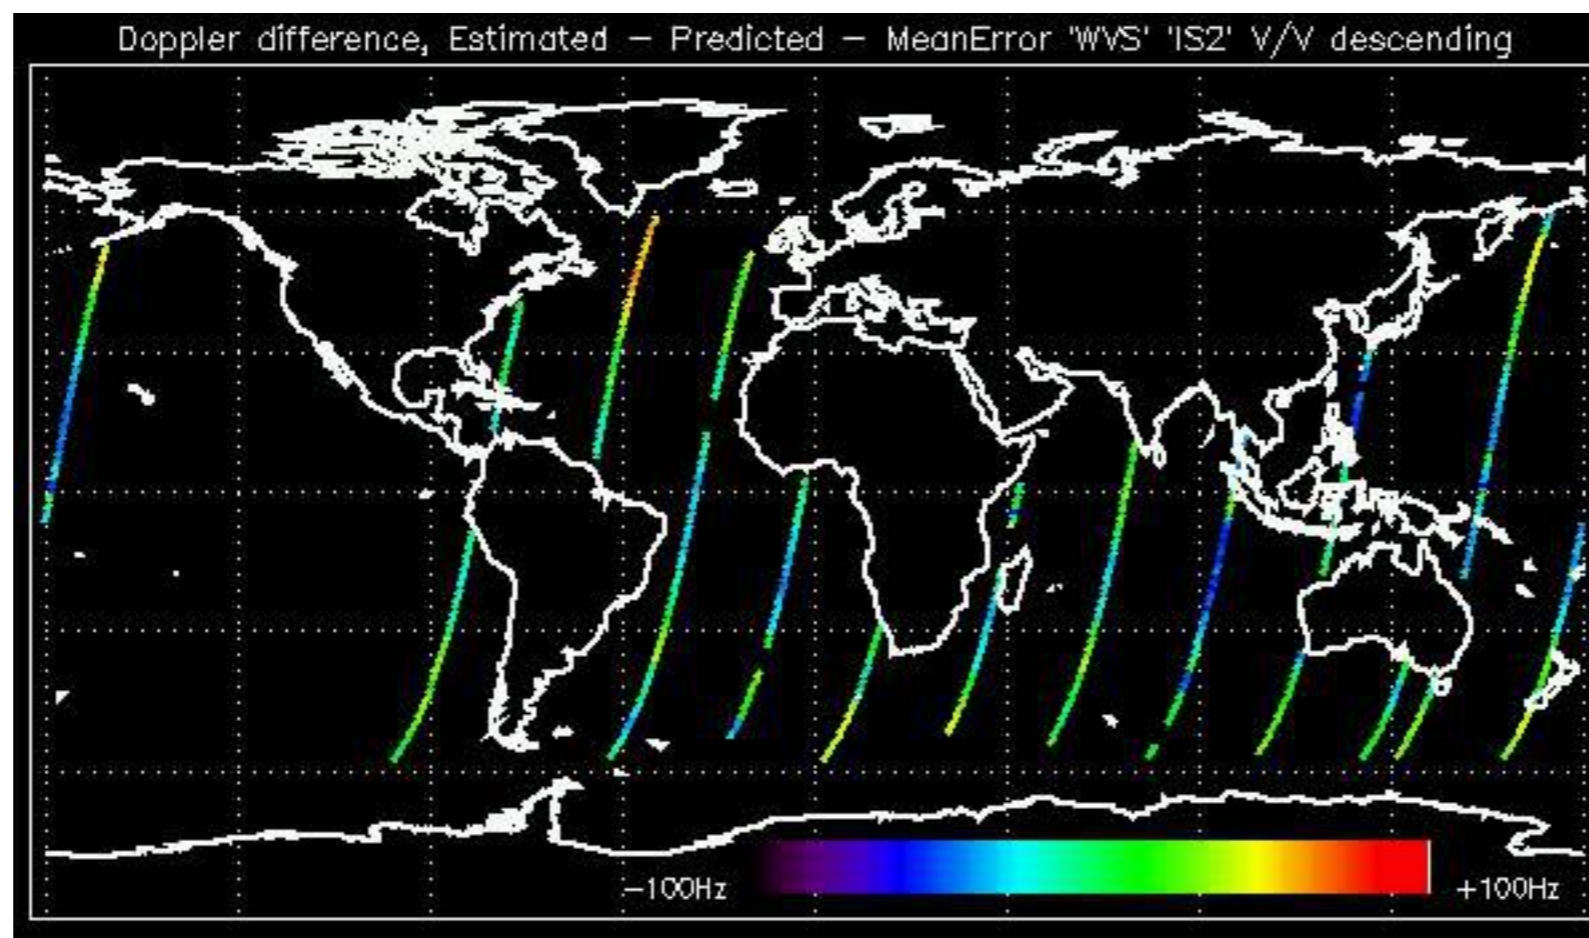 Doppler difference, Estimated - Predicted - MeanError 'WVS' 'IS2' V/V descending
-100Hz
+100Hz